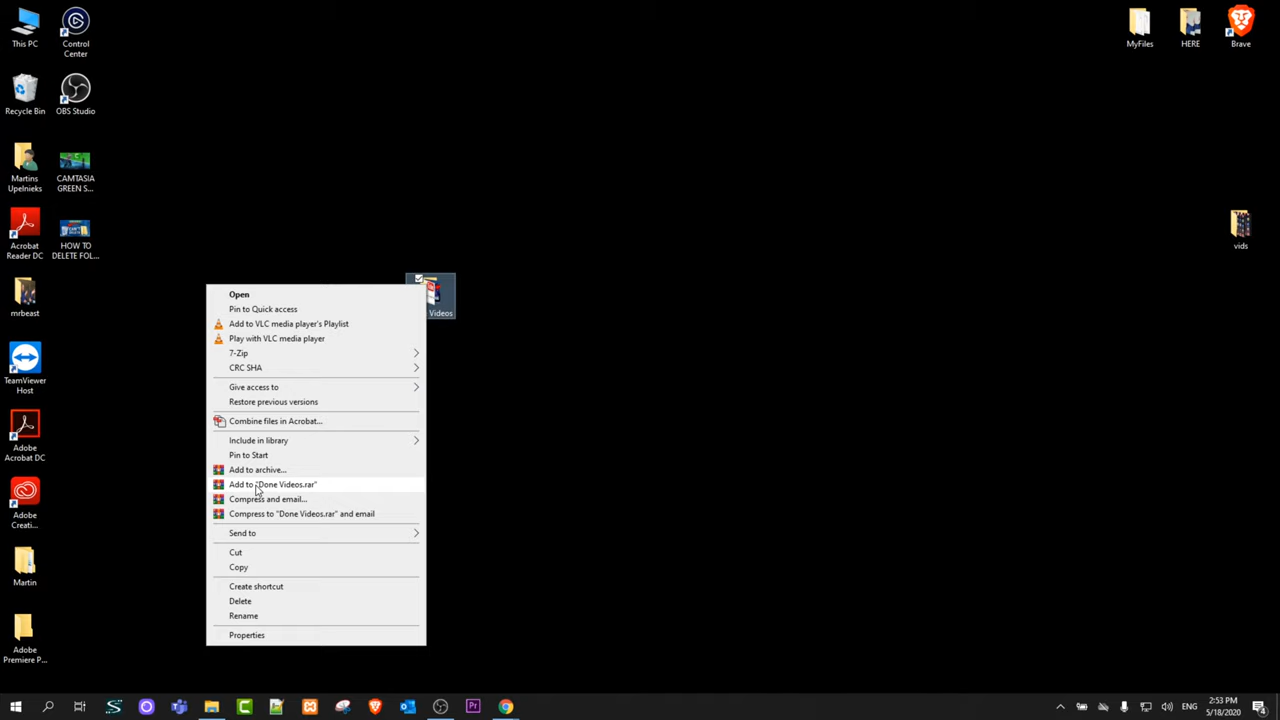 This PC
Control
Center
Recycle Bin
OBS Studio
Martins
Upelnieks
CAMTASIA
GREEN S...
Acrobat
Reader DC
HOW TO
DELETE FOL...
mrbeast
TeamViewer
Host
Adobe
Acrobat DC
Adobe
Creati...
Martin
Adobe
Premiere P...
MyFiles
HERE
Brave
vids
Videos
Open
Pin to Quick access
Add to VLC media player's Playlist
Play with VLC media player
7-Zip
CRC SHA
Give access to
Restore previous versions
Combine files in Acrobat...
Include in library
Pin to Start
Add to archive...
Add to "Done Videos.rar"
Compress and email...
Compress to "Done Videos.rar" and email
Send to
Cut
Copy
Create shortcut
Delete
Rename
Properties
ENG
2:53 PM
5/18/2020
4